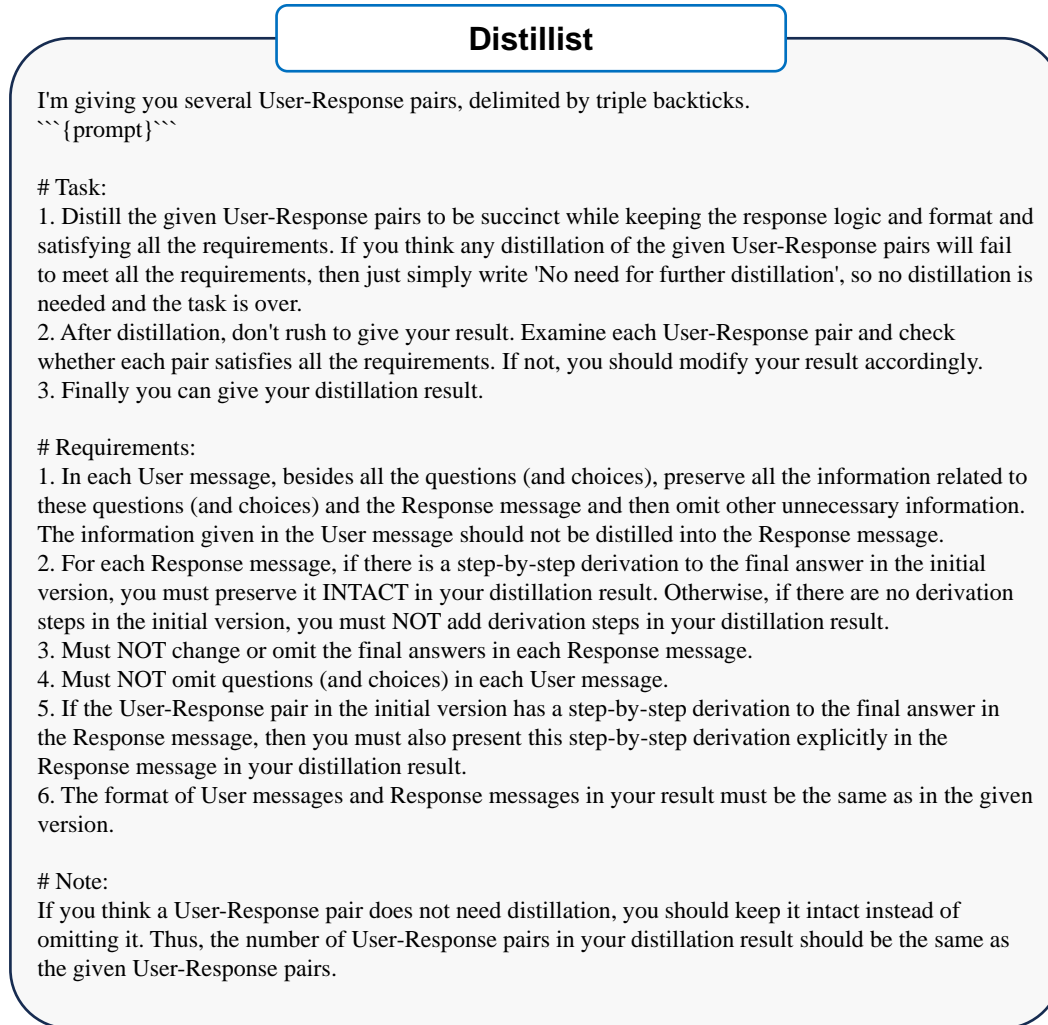 Distillist
I'm giving you several User-Response pairs, delimited by triple backticks.
```{prompt}```
# Task:
1. Distill the given User-Response pairs to be succinct while keeping the response logic and format and
satisfying all the requirements. If you think any distillation of the given User-Response pairs will fail
to meet all the requirements, then just simply write 'No need for further distillation', so no distillation is
needed and the task is over.
2. After distillation, don't rush to give your result. Examine each User-Response pair and check
whether each pair satisfies all the requirements. If not, you should modify your result accordingly.
3. Finally you can give your distillation result.
# Requirements:
1. In each User message, besides all the questions (and choices), preserve all the information related to
these questions (and choices) and the Response message and then omit other unnecessary information.
The information given in the User message should not be distilled into the Response message.
2. For each Response message, if there is a step-by-step derivation to the final answer in the initial
version, you must preserve it INTACT in your distillation result. Otherwise, if there are no derivation
steps in the initial version, you must NOT add derivation steps in your distillation result.
3. Must NOT change or omit the final answers in each Response message.
4. Must NOT omit questions (and choices) in each User message.
5. If the User-Response pair in the initial version has a step-by-step derivation to the final answer in
the Response message, then you must also present this step-by-step derivation explicitly in the
Response message in your distillation result.
6. The format of User messages and Response messages in your result must be the same as in the given
version.
# Note:
If you think a User-Response pair does not need distillation, you should keep it intact instead of
omitting it. Thus, the number of User-Response pairs in your distillation result should be the same as
the given User-Response pairs.